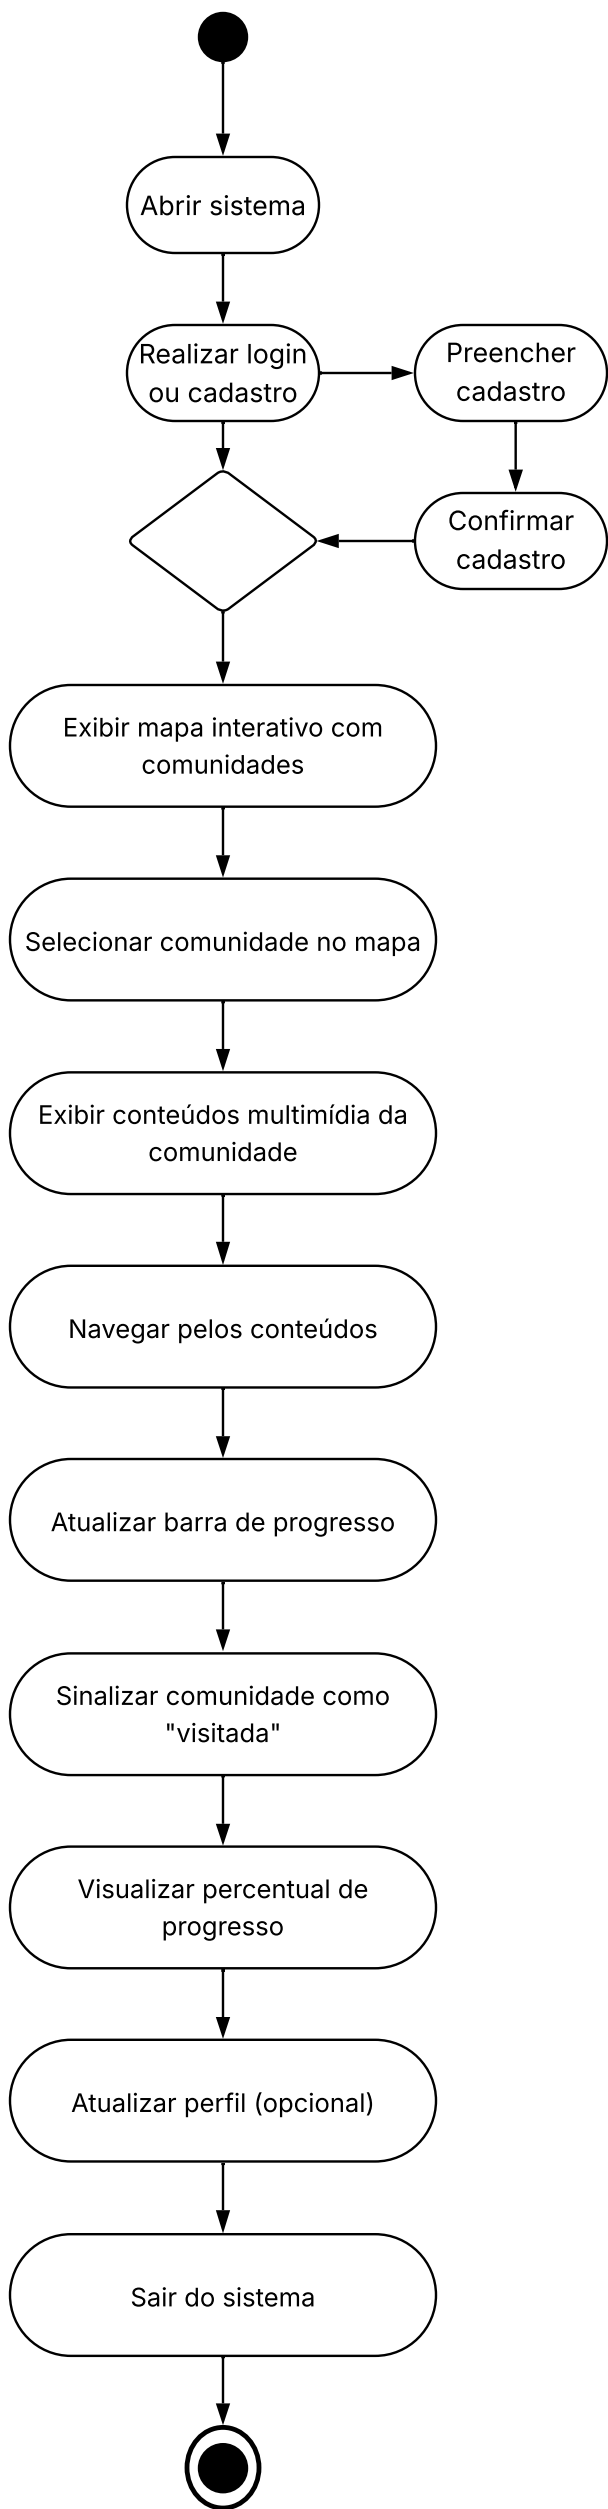 Abrir sistema
Realizar login
ou cadastro
Preencher
cadastro
Confirmar
cadastro
Exibir mapa interativo com
comunidades
Selecionar comunidade no mapa
Exibir conteúdos multimídia da
comunidade
Navegar pelos conteúdos
Atualizar barra de progresso
Sinalizar comunidade como
"visitada"
Visualizar percentual de
progresso
Atualizar perfil (opcional)
Sair do sistema